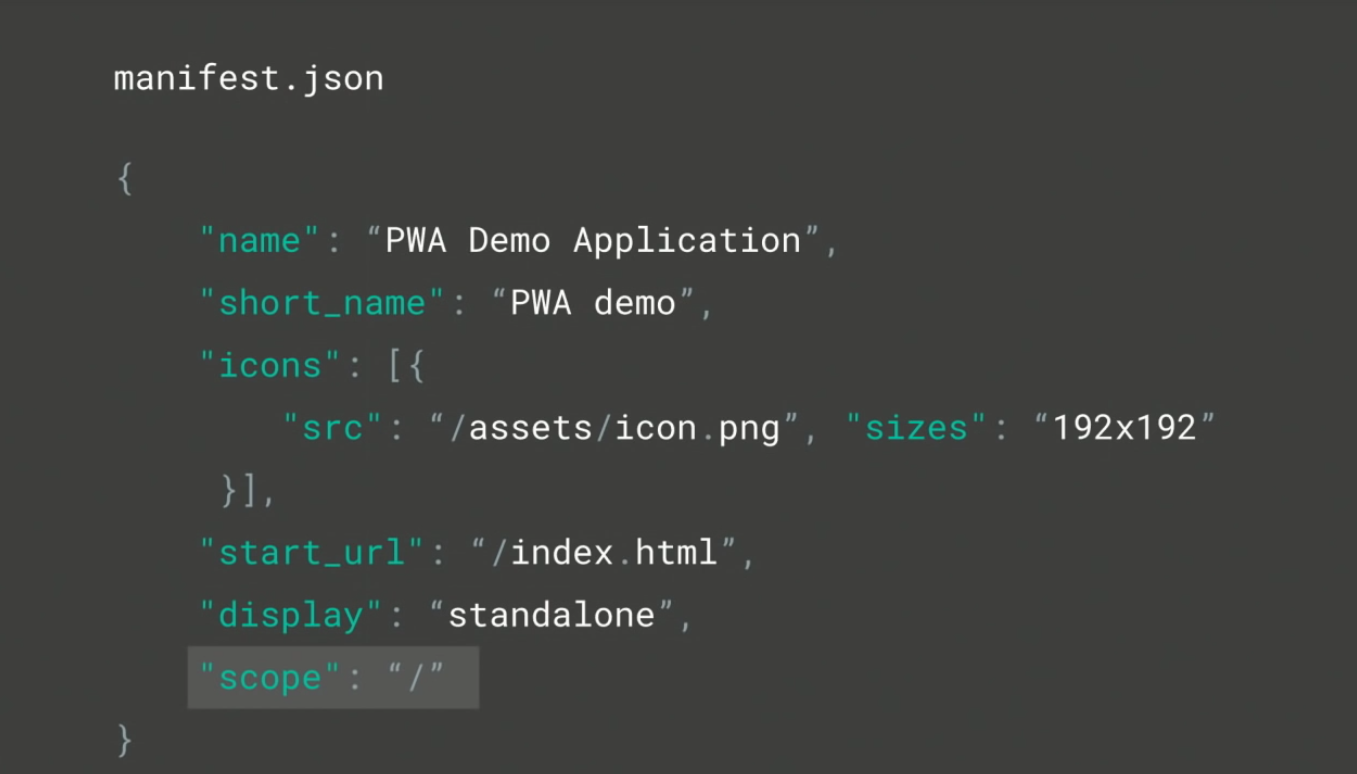 manifest.json
{
"name": “PWA Demo Application”,
"short_name": “PWA demo”,
"icons": [{
"src": “/assets/icon.png”, "sizes": “192x192”
}],
"start_url": “/index.html”,
"display": “standalone”,
"scope": “/”
}